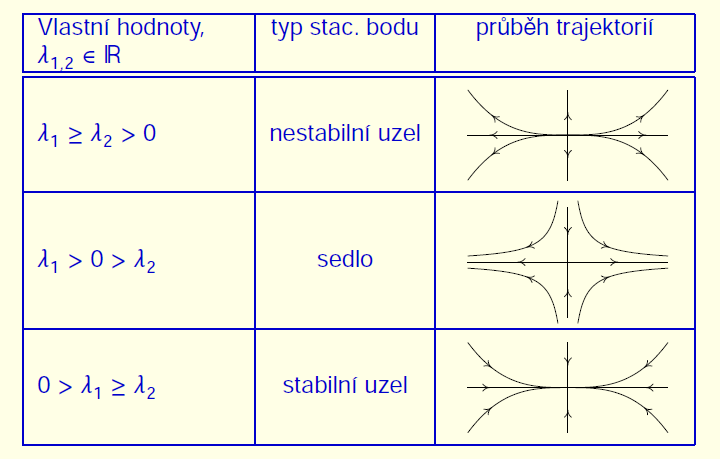 Vlastní hodnoty, typ stac. bodu průběh trajektorií
λ1,2 ∈ ℝ
λ1 ≥ λ2 > 0 nestabilní uzel
λ1 > 0 > λ2 sedlo
0 > λ1 ≥ λ2 stabilní uzel